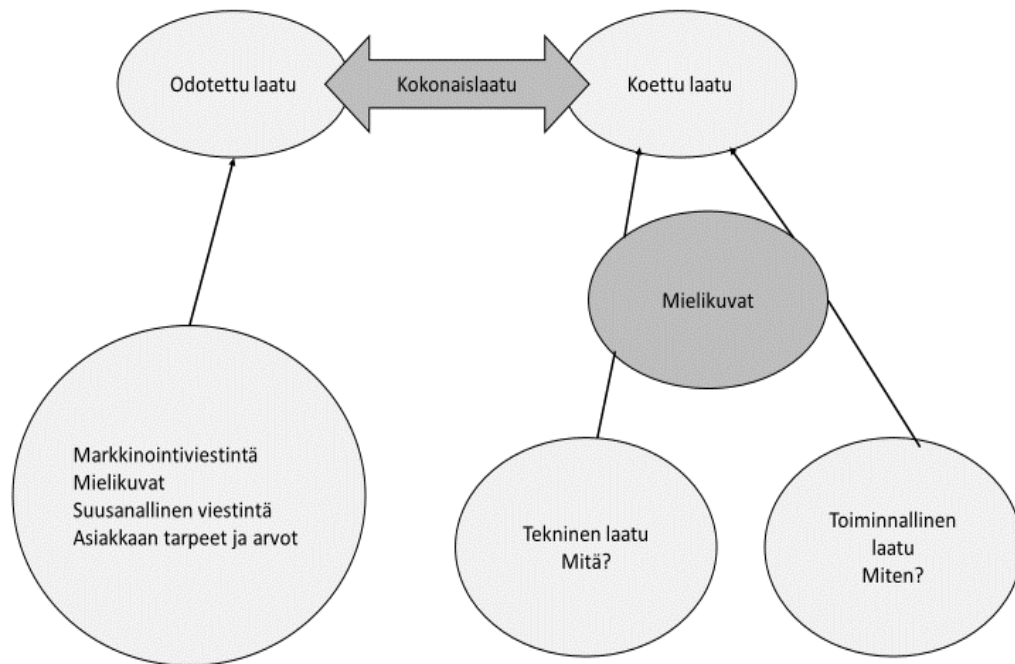 Odotettu laatu
Kokonaislaatu
Koettu laatu
Mielikuvat
Markkinointiviestintä
Mielikuvat
Suusanallinen viestintä
Asiakkaan tarpeet ja arvot
Tekninen laatu
Mitä?
Toiminnallinen
laatu
Miten?